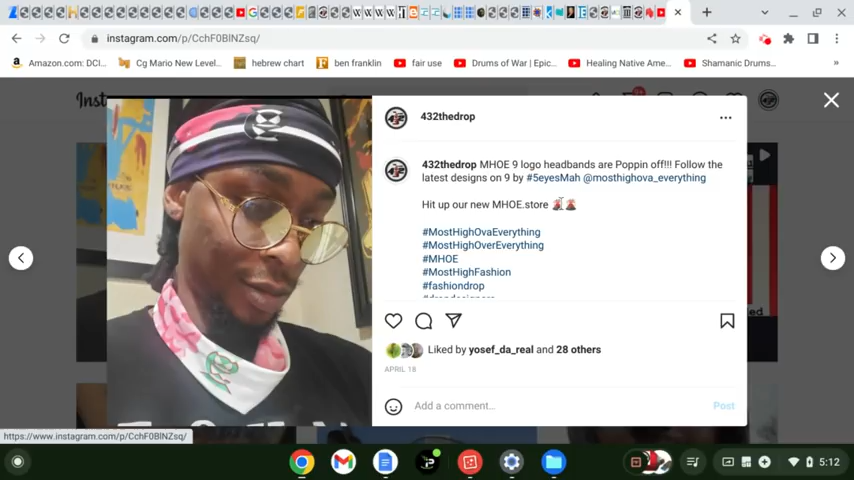 instagram.com/p/CchF0BlNZsq/
Amazon.com: DCI...
Cg Mario New Level...
hebrew chart
ben franklin
fair use
Drums of War | Epic...
Healing Native Ame...
Shamanic Drums...
»
432thedrop
432thedrop MHOE 9 logo headbands are Poppin off!!! Follow the
latest designs on 9 by #5eyesMah @mosthighova_everything
Hit up our new MHOE.store
#MostHighOvaEverything
#MostHighOverEverything
#MHOE
#MostHighFashion
#fashiondrop
Liked by yosef_da_real and 28 others
APRIL 18
Add a comment...
Post
https://www.instagram.com/p/CchF0BlNZsq/
5:12